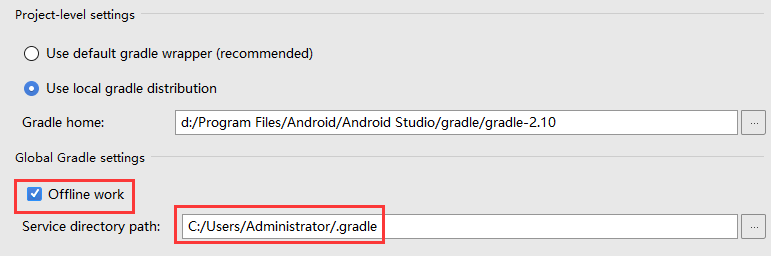 Project-level settings
Use default gradle wrapper (recommended)
Use local gradle distribution
Gradle home: d:/Program Files/Android/Android Studio/gradle/gradle-2.10 ...
Global Gradle settings
Offline work
Service directory path: C:/Users/Administrator/.gradle ...